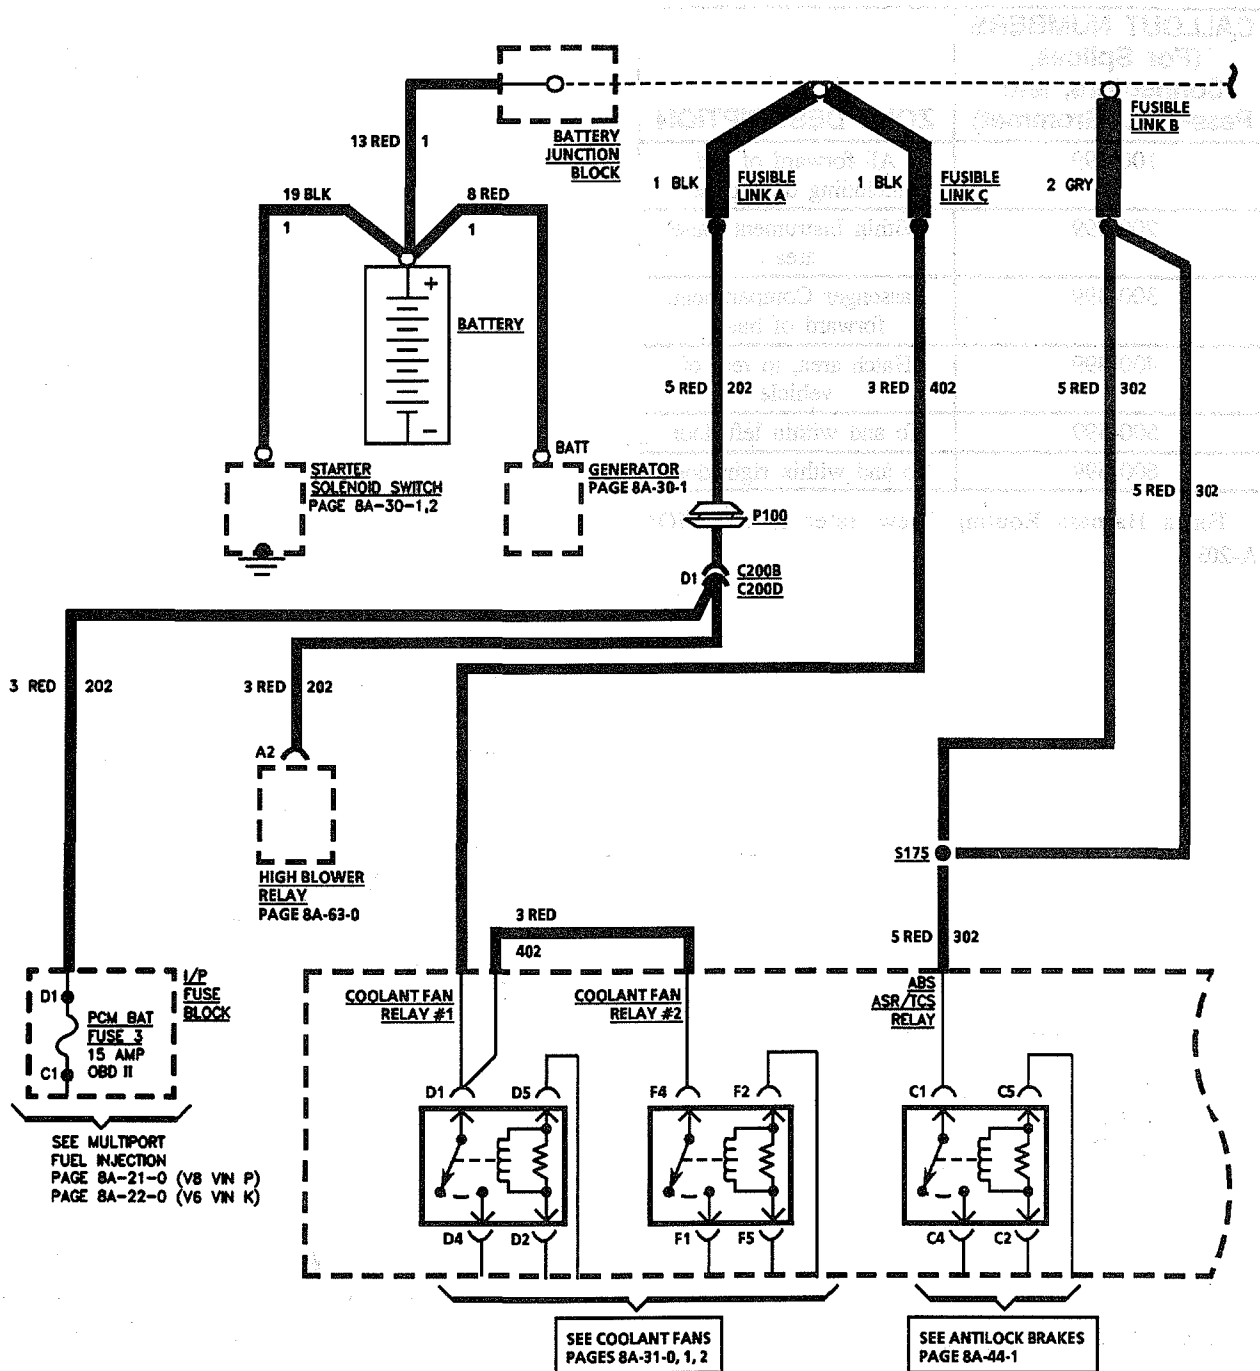 BATTERY
JUNCTION
BLOCK
13 RED 1
19 BLK
1
8 RED
1
+
BATTERY
−
STARTER
SOLENOID SWITCH
PAGE 8A-30-1,2
BATT
GENERATOR
PAGE 8A-30-1
1 BLK
FUSIBLE
LINK A
1 BLK
FUSIBLE
LINK C
2 GRY
FUSIBLE
LINK B
5 RED 202
3 RED 402
5 RED 302
5 RED 302
P100
D1
C200B
C200D
3 RED 202
3 RED 202
A2
HIGH BLOWER
RELAY
PAGE 8A-63-0
S175
5 RED 302
3 RED
402
I/P
FUSE
BLOCK
D1
PCM BAT
FUSE 3
15 AMP
OBD II
C1
SEE MULTIPORT
FUEL INJECTION
PAGE 8A-21-0 (V8 VIN P)
PAGE 8A-22-0 (V6 VIN K)
COOLANT FAN
RELAY #1
COOLANT FAN
RELAY #2
ABS
ASR/TCS
RELAY
D1 D5
D4 D2
F4 F2
F1 F5
C1 C5
C4 C2
SEE COOLANT FANS
PAGES 8A-31-0, 1, 2
SEE ANTILOCK BRAKES
PAGE 8A-44-1